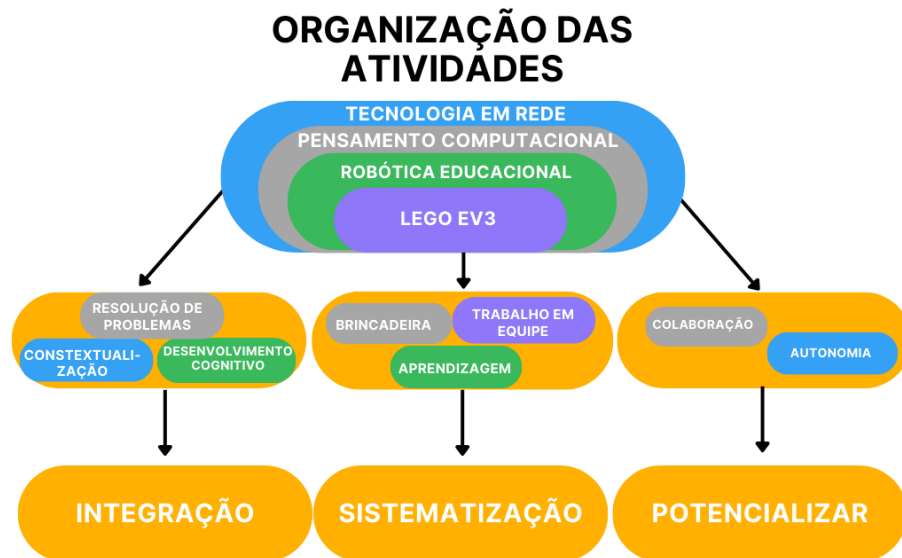 ORGANIZAÇÃO DAS
ATIVIDADES
TECNOLOGIA EM REDE
PENSAMENTO COMPUTACIONAL
ROBÓTICA EDUCACIONAL
LEGO EV3
RESOLUÇÃO DE
PROBLEMAS
CONSTEXTUALI-
ZAÇÃO
DESENVOLVIMENTO
COGNITIVO
BRINCADEIRA
TRABALHO EM
EQUIPE
APRENDIZAGEM
COLABORAÇÃO
AUTONOMIA
INTEGRAÇÃO
SISTEMATIZAÇÃO
POTENCIALIZAR